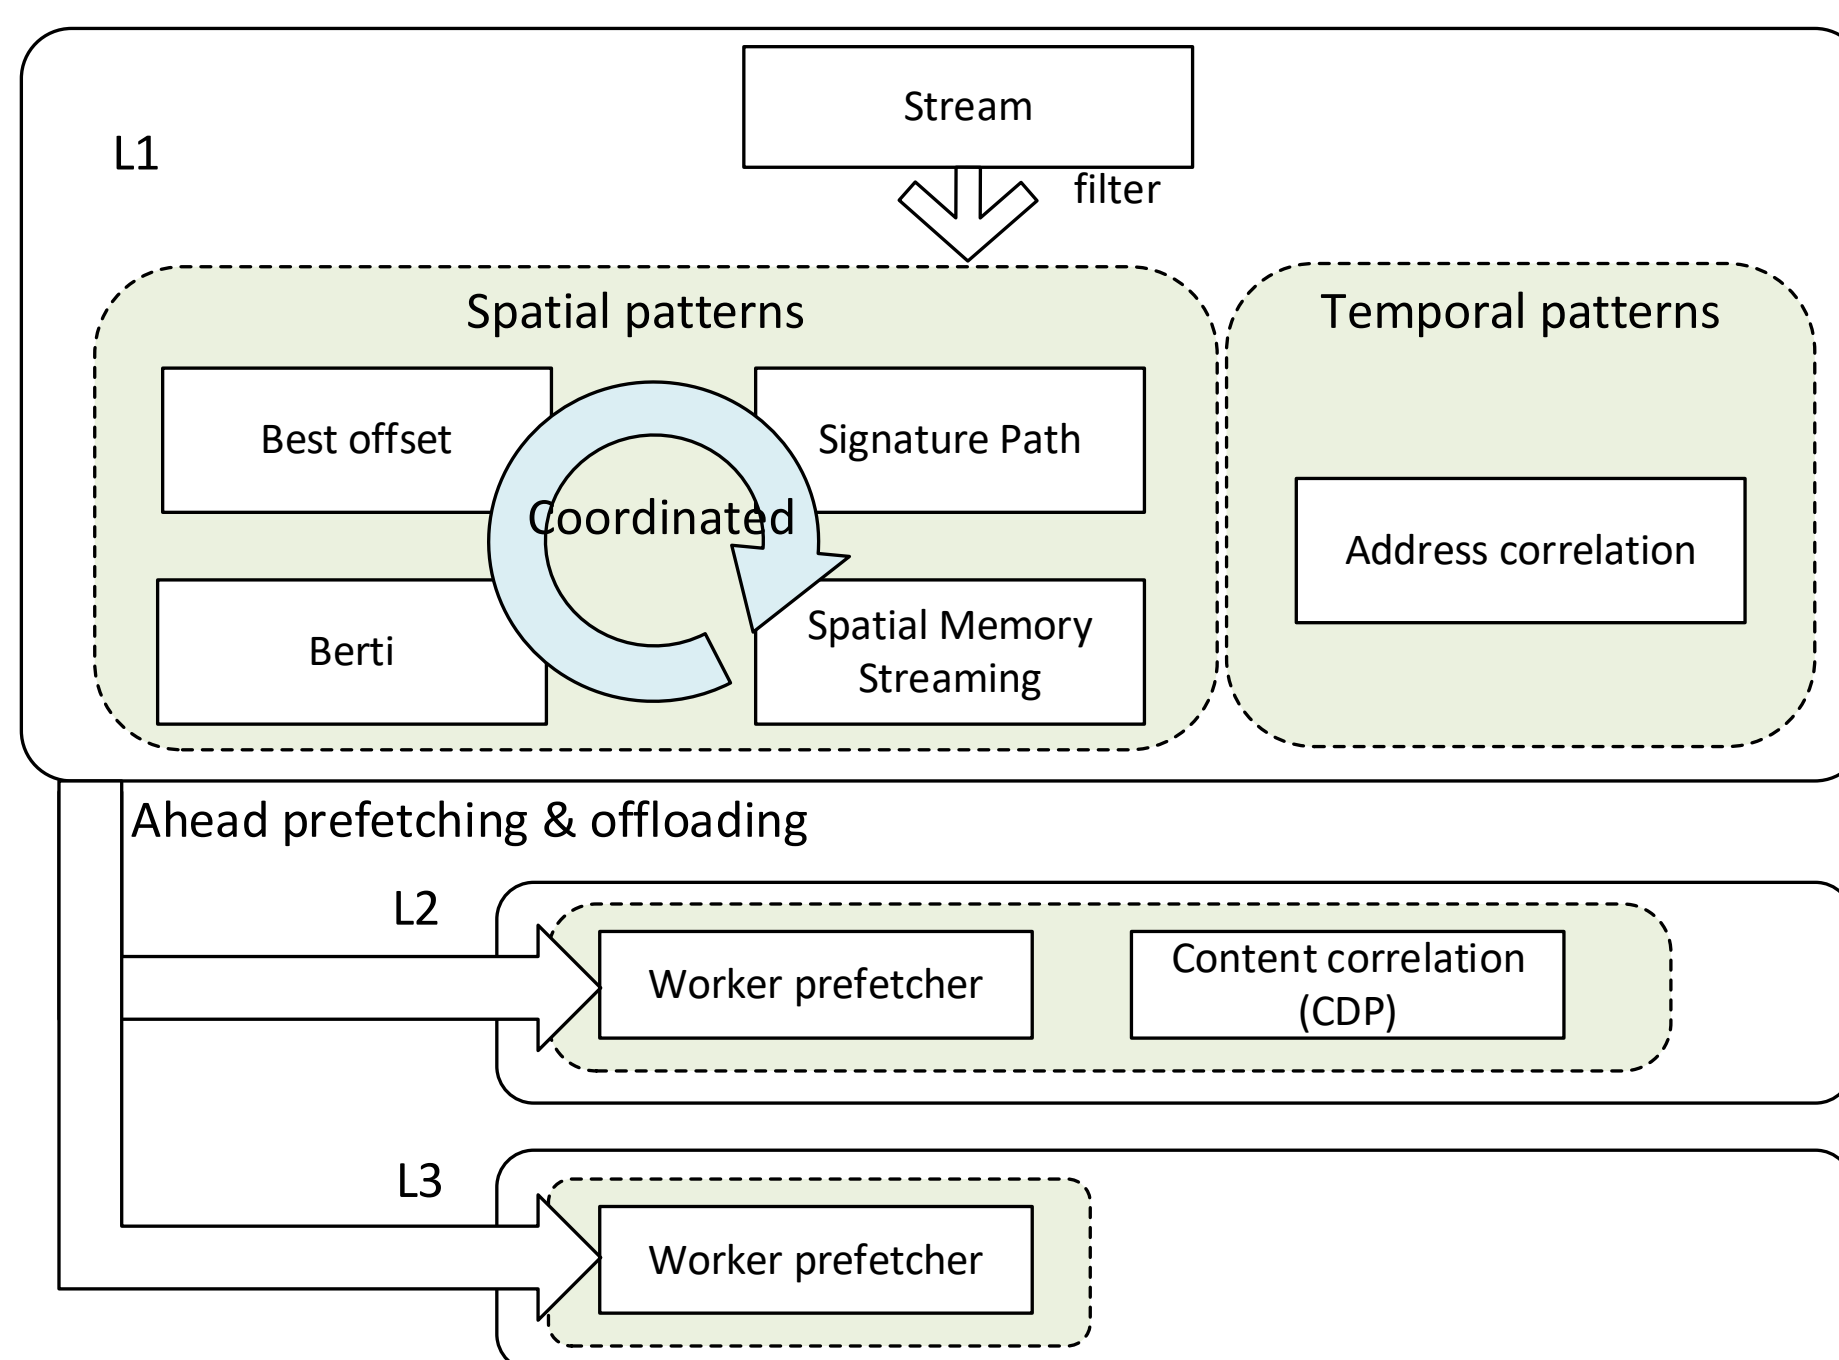 Stream
L1
filter
Spatial patterns
Temporal patterns
Best offset
Signature Path
Coordinated
Address correlation
Berti
Spatial Memory
Streaming
Ahead prefetching & offloading
L2
Worker prefetcher
Content correlation
(CDP)
L3
Worker prefetcher